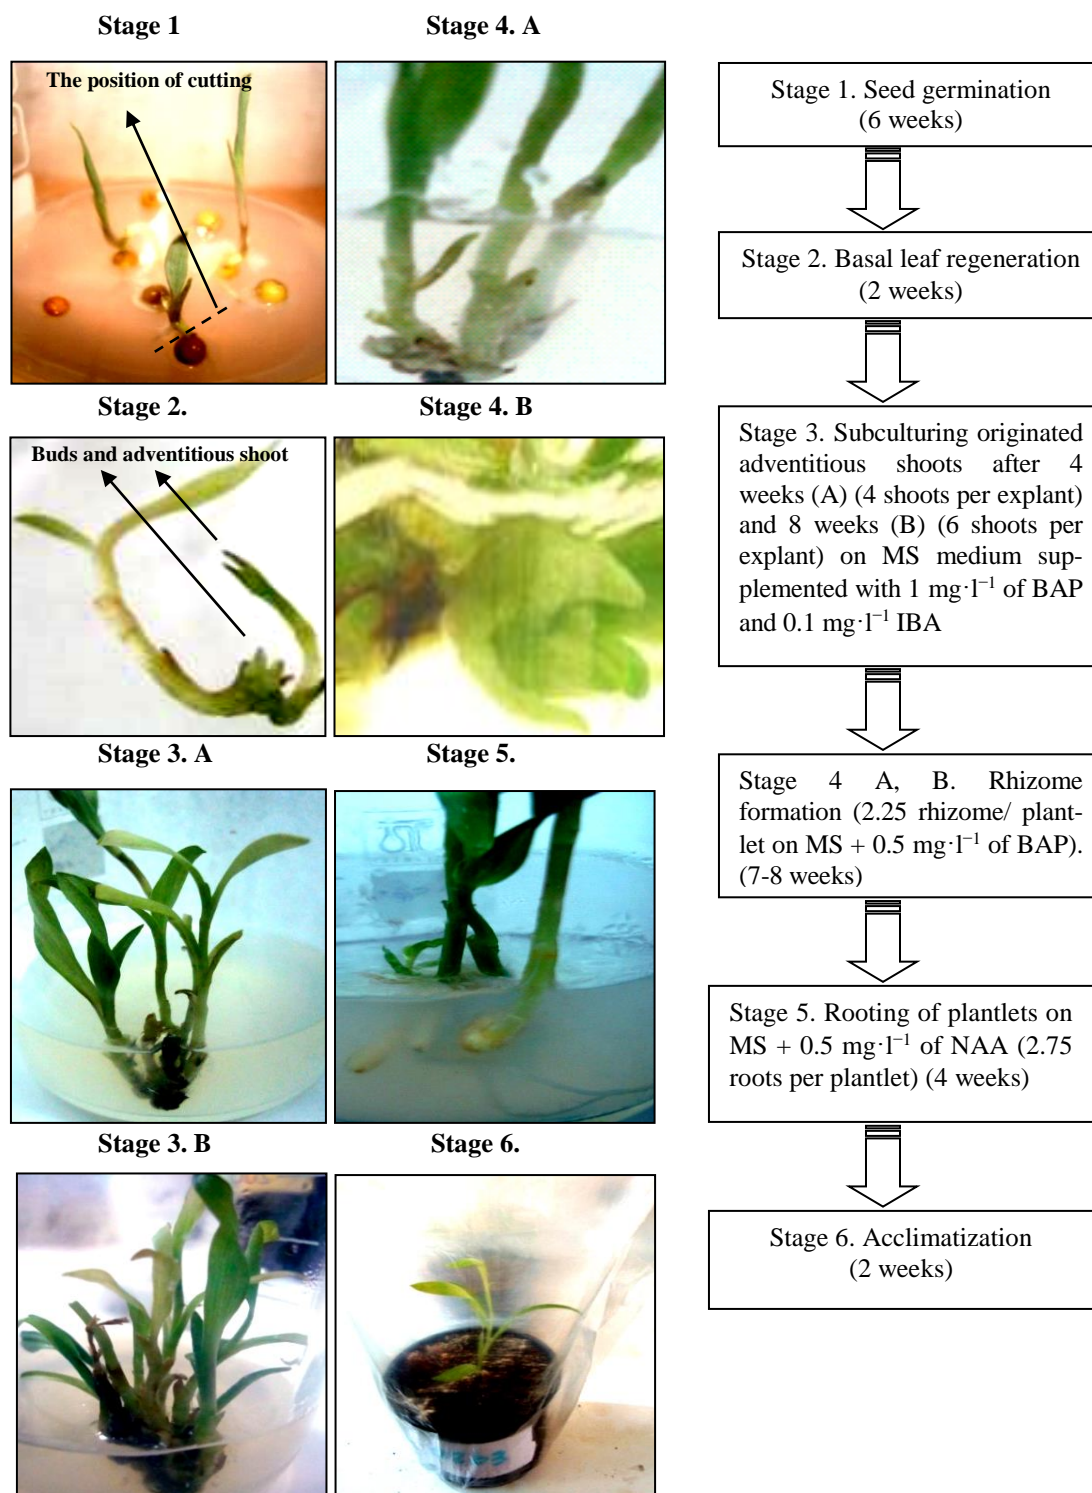 Stage 1
The position of cutting
Stage 2.
Buds and adventitious shoot
Stage 3. A
Stage 3. B
Stage 4. A
Stage 4. B
Stage 5.
Stage 6.
Stage 1. Seed germination
(6 weeks)
Stage 2. Basal leaf regeneration
(2 weeks)
Stage 3. Subculturing originated
adventitious shoots after 4
weeks (A) (4 shoots per explant)
and 8 weeks (B) (6 shoots per
explant) on MS medium sup-
plemented with 1 mg·l⁻¹ of BAP
and 0.1 mg·l⁻¹ IBA
Stage 4 A, B. Rhizome
formation (2.25 rhizome/ plant-
let on MS + 0.5 mg·l⁻¹ of BAP).
(7-8 weeks)
Stage 5. Rooting of plantlets on
MS + 0.5 mg·l⁻¹ of NAA (2.75
roots per plantlet) (4 weeks)
Stage 6. Acclimatization
(2 weeks)